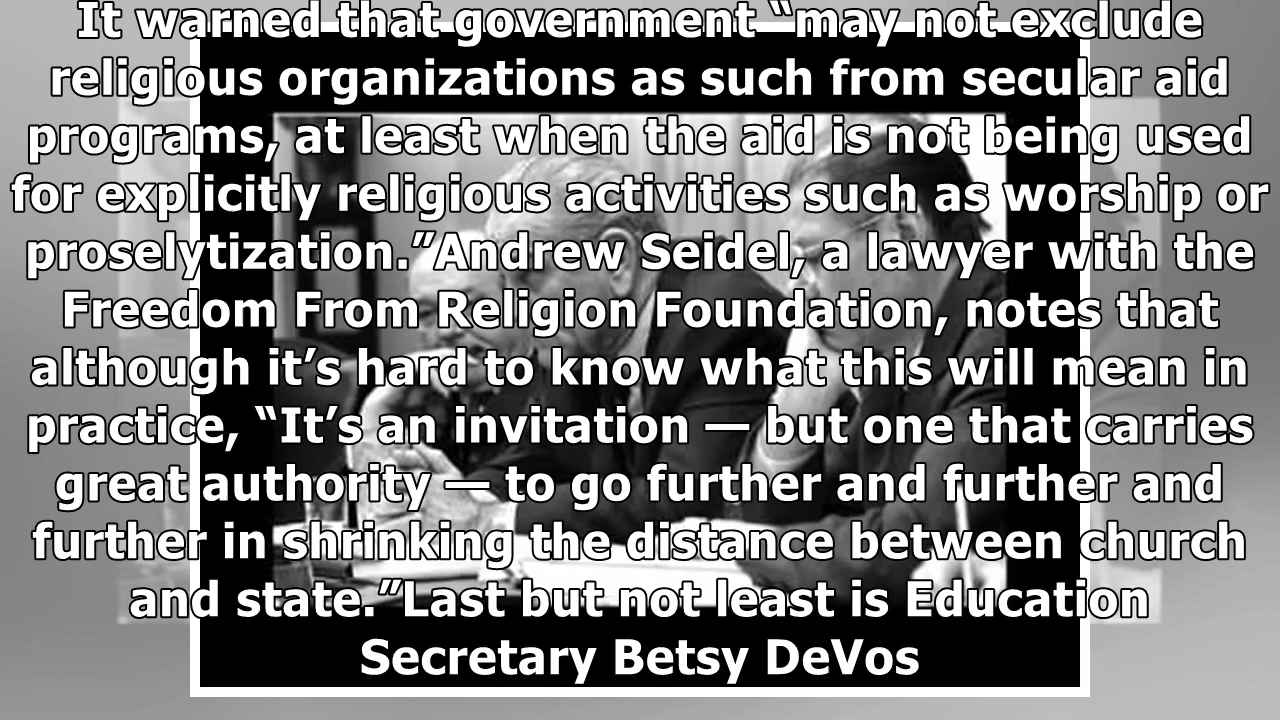 It warned that government “may not exclude
religious organizations as such from secular aid
programs, at least when the aid is not being used
for explicitly religious activities such as worship or
proselytization.”Andrew Seidel, a lawyer with the
Freedom From Religion Foundation, notes that
although it’s hard to know what this will mean in
practice, “It’s an invitation — but one that carries
great authority — to go further and further and
further in shrinking the distance between church
and state.”Last but not least is Education
Secretary Betsy DeVos